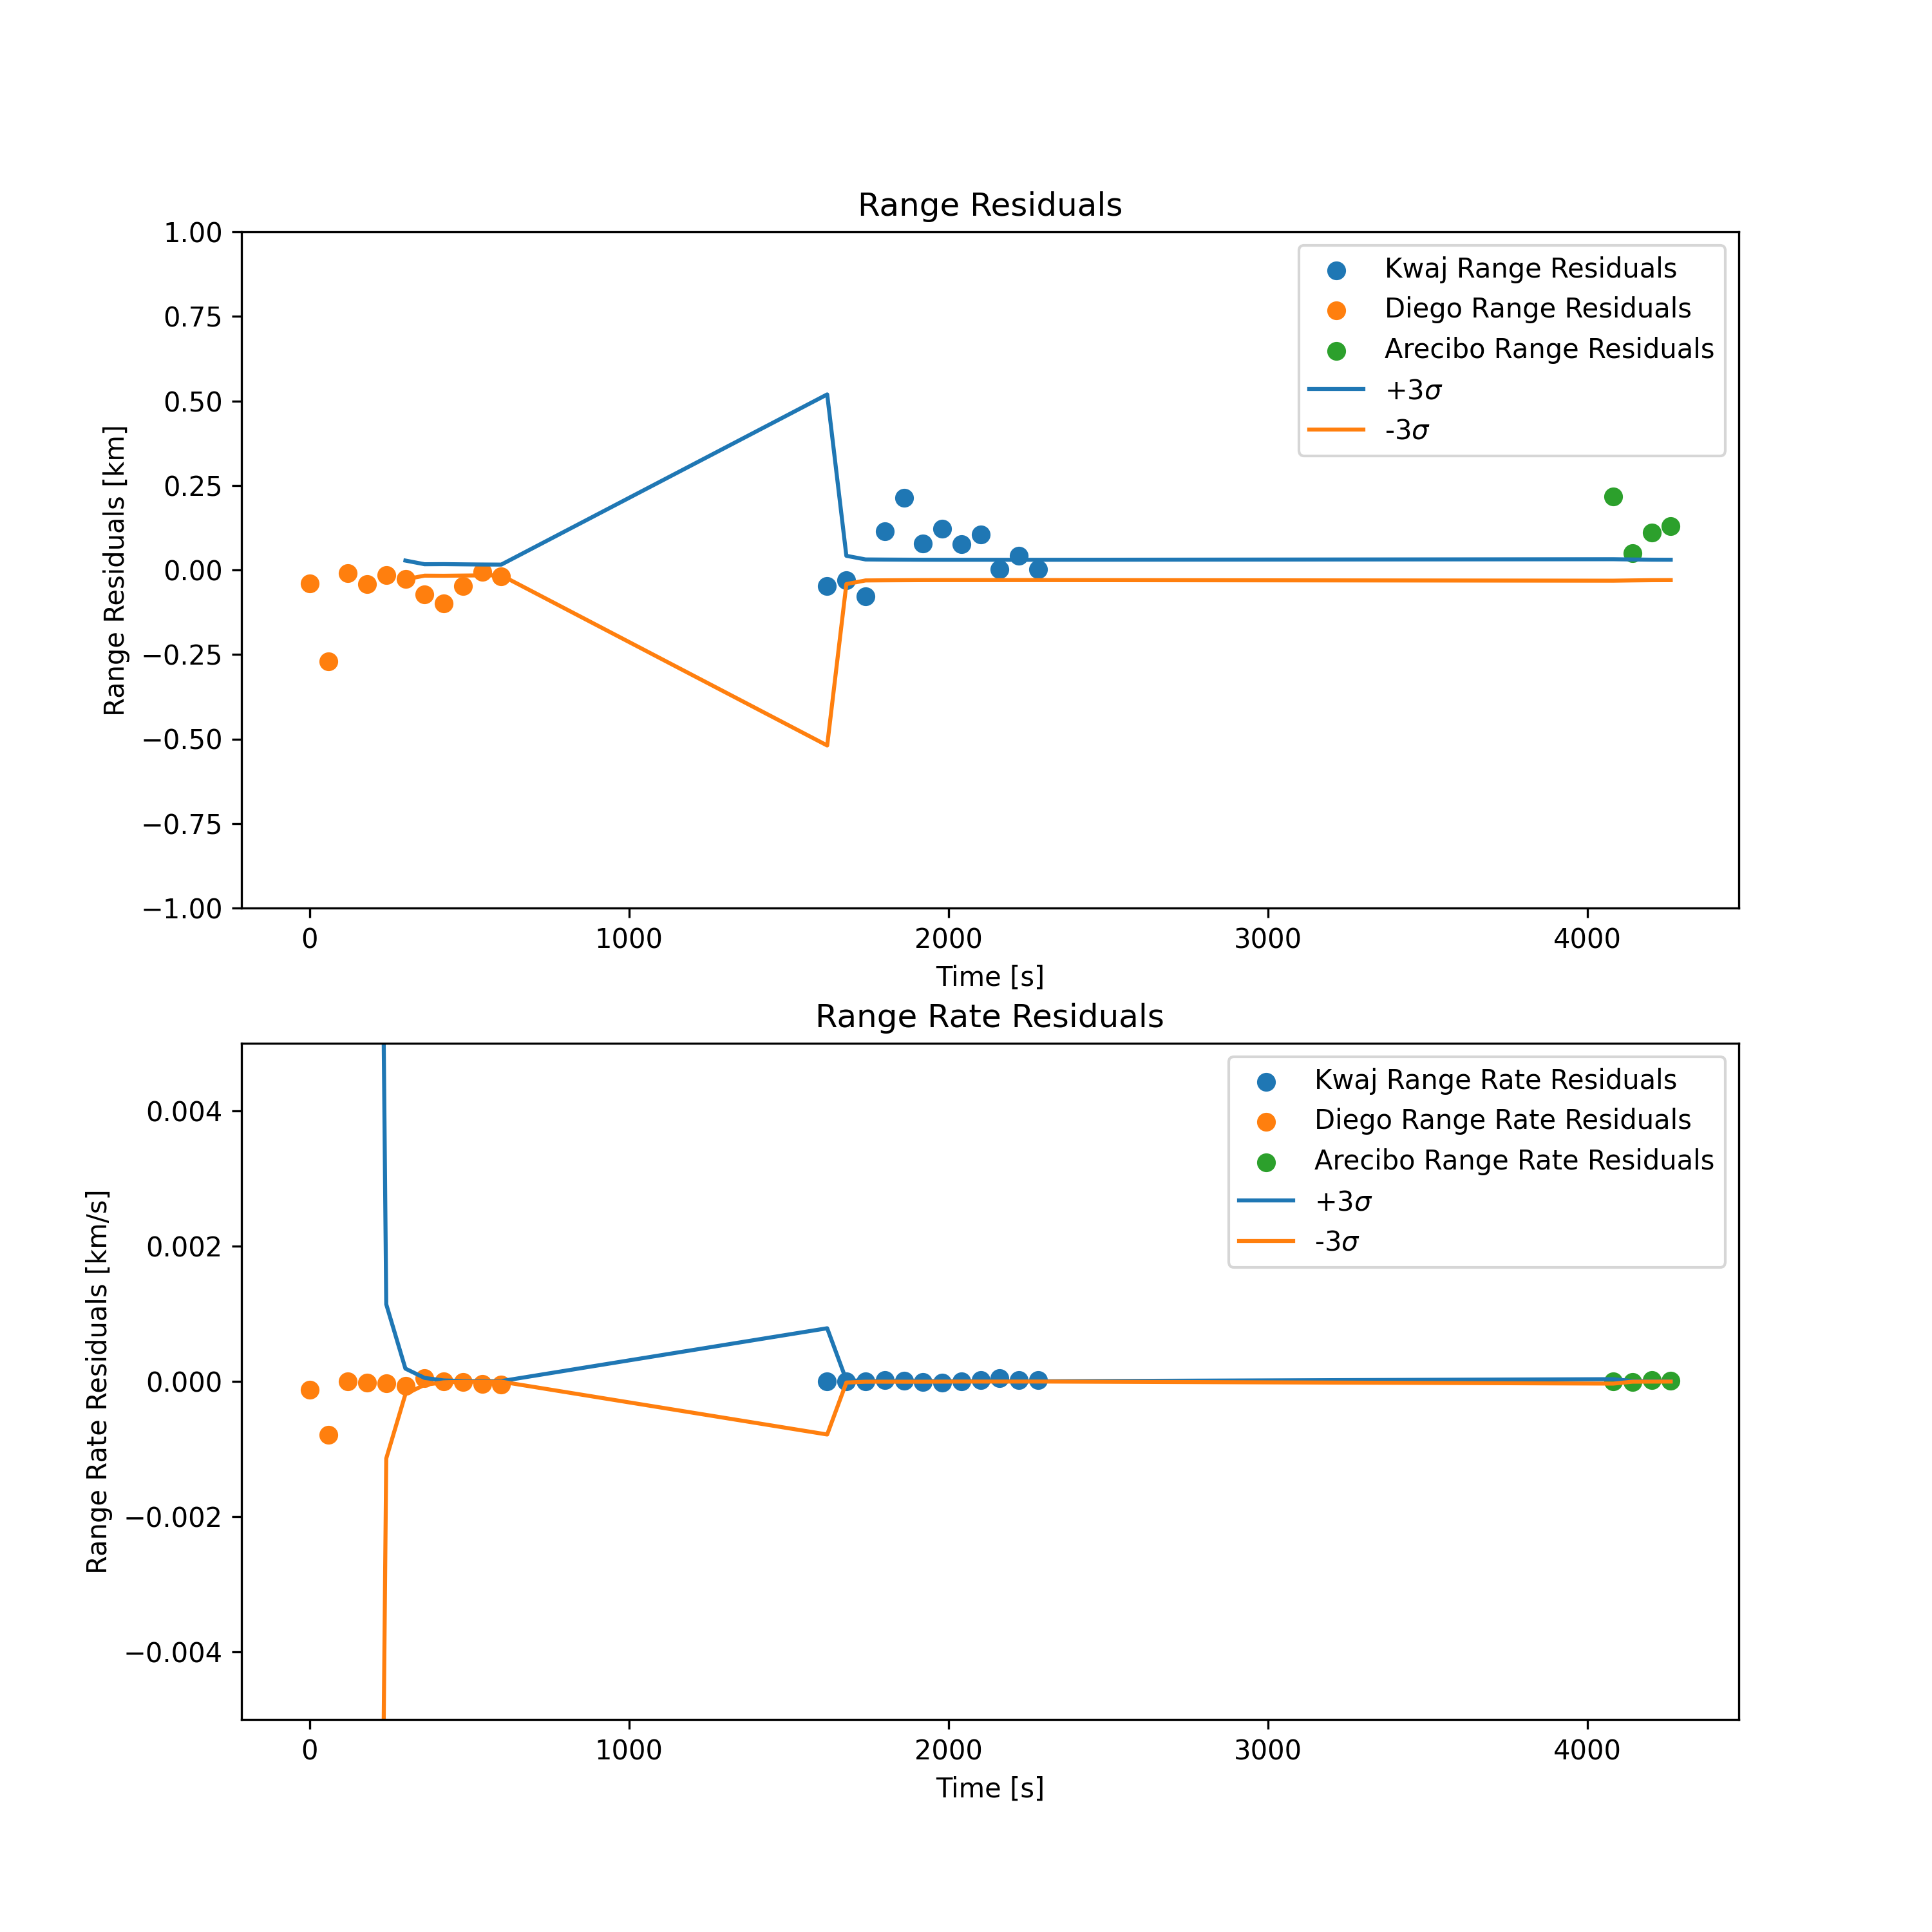 Range Residuals
1.00
0.75
0.50
0.25
0.00
−0.25
−0.50
−0.75
−1.00
Range Residuals [km]
Kwaj Range Residuals
Diego Range Residuals
Arecibo Range Residuals
+3σ
-3σ
0 1000 2000 3000 4000
Time [s]
Range Rate Residuals
0.004
0.002
0.000
−0.002
−0.004
Range Rate Residuals [km/s]
Kwaj Range Rate Residuals
Diego Range Rate Residuals
Arecibo Range Rate Residuals
+3σ
-3σ
0 1000 2000 3000 4000
Time [s]